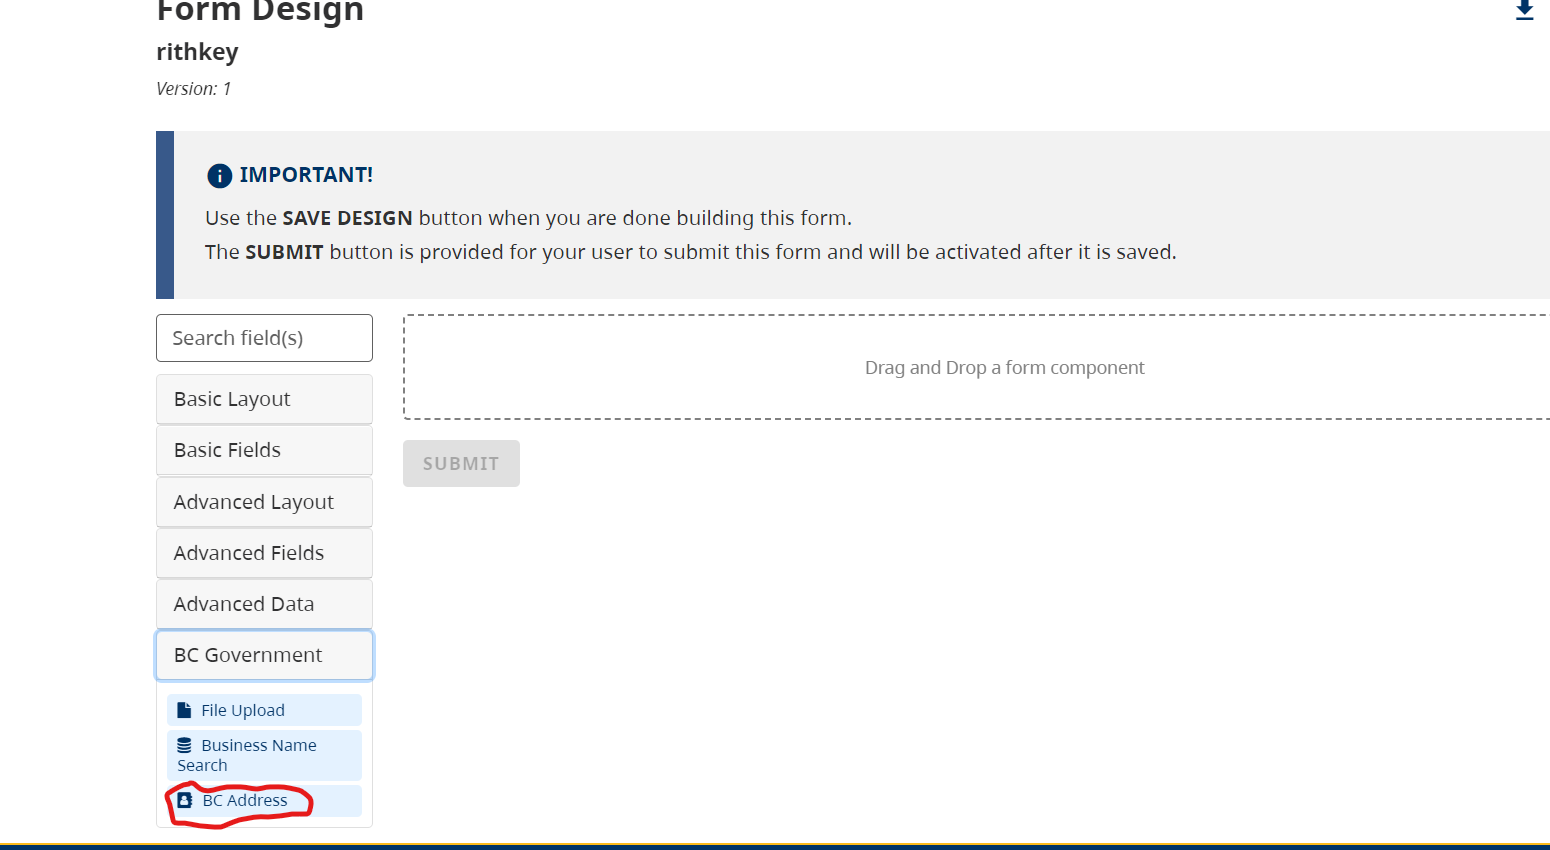 Form Design
rithkey
Version: 1
IMPORTANT!
Use the SAVE DESIGN button when you are done building this form.
The SUBMIT button is provided for your user to submit this form and will be activated after it is saved.
Search field(s)
Drag and Drop a form component
Basic Layout
Basic Fields
SUBMIT
Advanced Layout
Advanced Fields
Advanced Data
BC Government
File Upload
Business Name
Search
BC Address